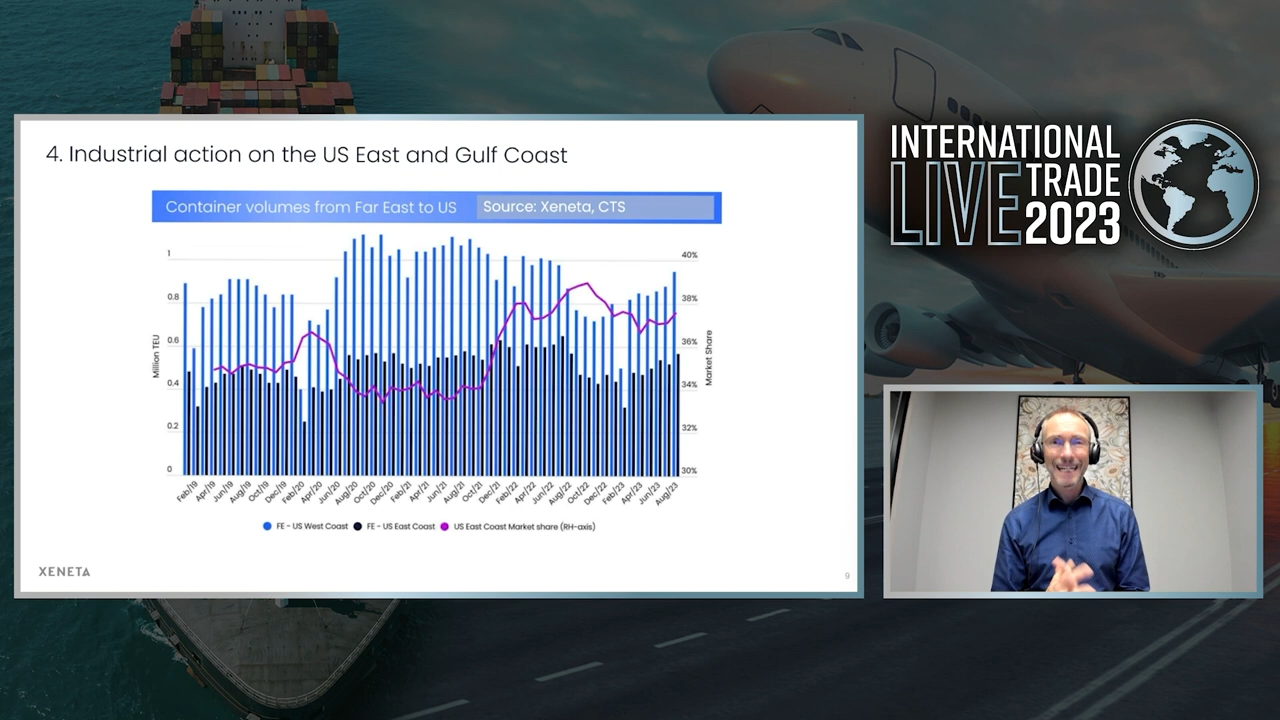 4. Industrial action on the US East and Gulf Coast
Container volumes from Far East to US
Source: Xeneta, CTS
1
0.8
0.6
0.4
0.2
0
Million TEU
40%
38%
36%
34%
32%
30%
Market Share
Feb/19
Apr/19
Jun/19
Aug/19
Oct/19
Dec/19
Feb/20
Apr/20
Jun/20
Aug/20
Oct/20
Dec/20
Feb/21
Apr/21
Jun/21
Aug/21
Oct/21
Dec/21
Feb/22
Apr/22
Jun/22
Aug/22
Oct/22
Dec/22
Feb/23
Apr/23
Jun/23
Aug/23
FE - US West Coast
FE - US East Coast
US East Coast Market share (RH-axis)
XENETA
9
INTERNATIONAL
LIVE TRADE
2023